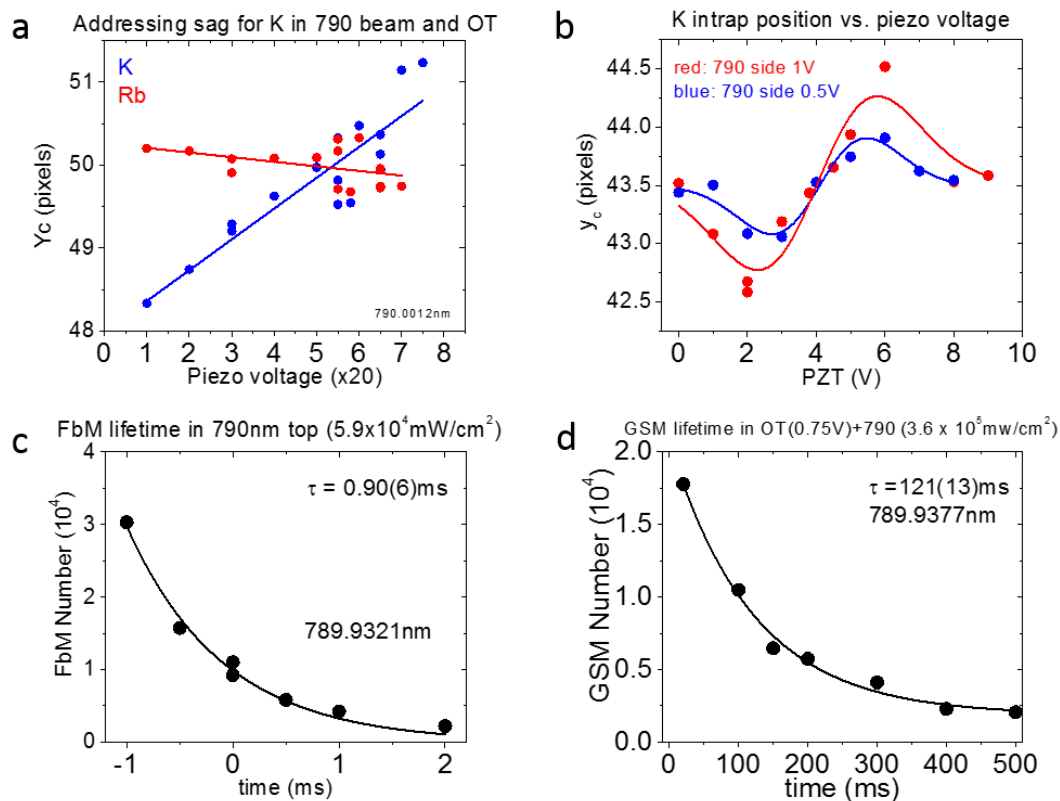 a
Addressing sag for K in 790 beam and OT
K
Rb
51
50
49
48
Yc (pixels)
790.0012nm
0 1 2 3 4 5 6 7 8
Piezo voltage (x20)
b
K intrap position vs. piezo voltage
red: 790 side 1V
blue: 790 side 0.5V
44.5
44.0
43.5
43.0
42.5
y_c (pixels)
0 2 4 6 8 10
PZT (V)
c
FbM lifetime in 790nm top (5.9x10⁴mW/cm²)
τ = 0.90(6)ms
789.9321nm
4
3
2
1
0
FbM Number (10⁴)
-1 0 1 2
time (ms)
d
GSM lifetime in OT(0.75V)+790 (3.6 x 10⁵mw/cm²)
τ =121(13)ms
789.9377nm
2.0
1.5
1.0
0.5
0.0
GSM Number (10⁴)
0 100 200 300 400 500
time (ms)